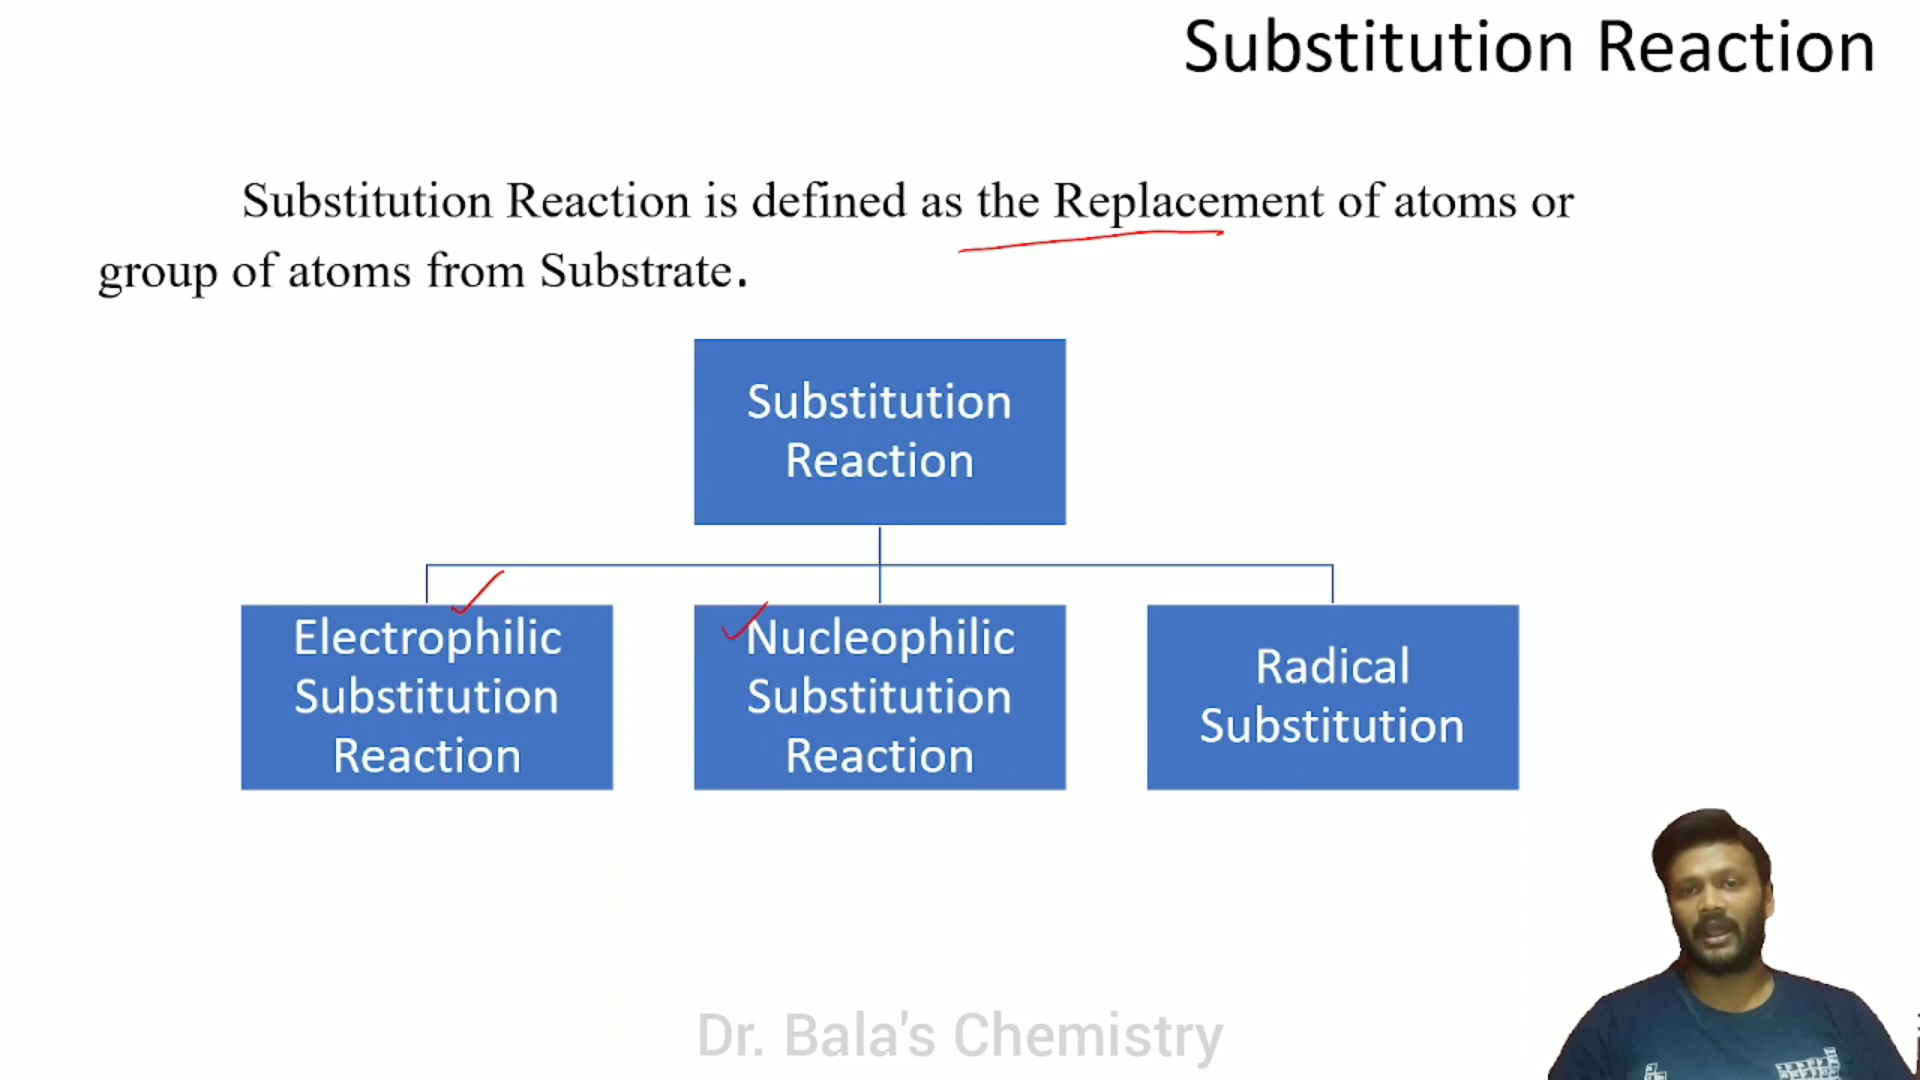 Substitution Reaction
Substitution Reaction is defined as the Replacement of atoms or
group of atoms from Substrate.
Substitution
Reaction
Electrophilic
Substitution
Reaction
Nucleophilic
Substitution
Reaction
Radical
Substitution
Dr. Bala's Chemistry